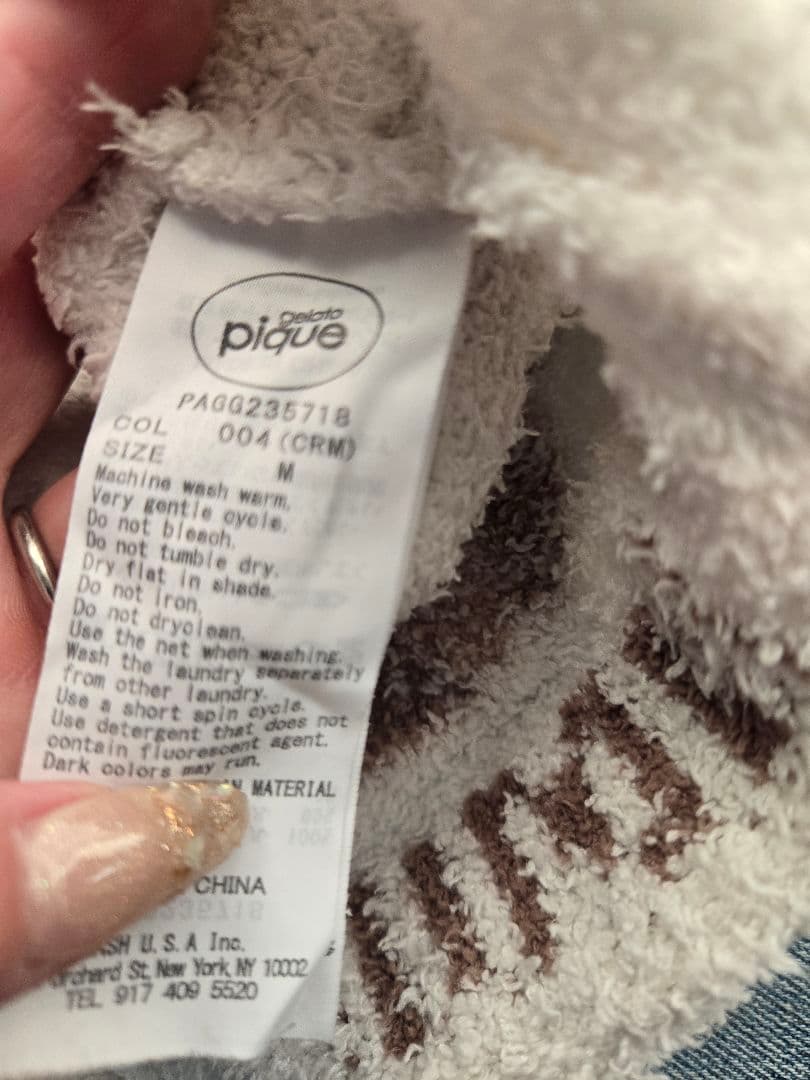 gelato
pique
PAGG235718
COL 004 (CRM)
SIZE M
Machine wash warm.
Very gentle cycle.
Do not bleach.
Do not tumble dry.
Dry flat in shade.
Do not iron.
Do not dryclean.
Use the net when washing.
Wash the laundry separately
from other laundry.
Use a short spin cycle.
Use detergent that does not
contain fluorescent agent.
Dark colors may run.
MATERIAL
CHINA
U.S.A Inc.
St, New York, NY 10002
TEL 917 409 5520